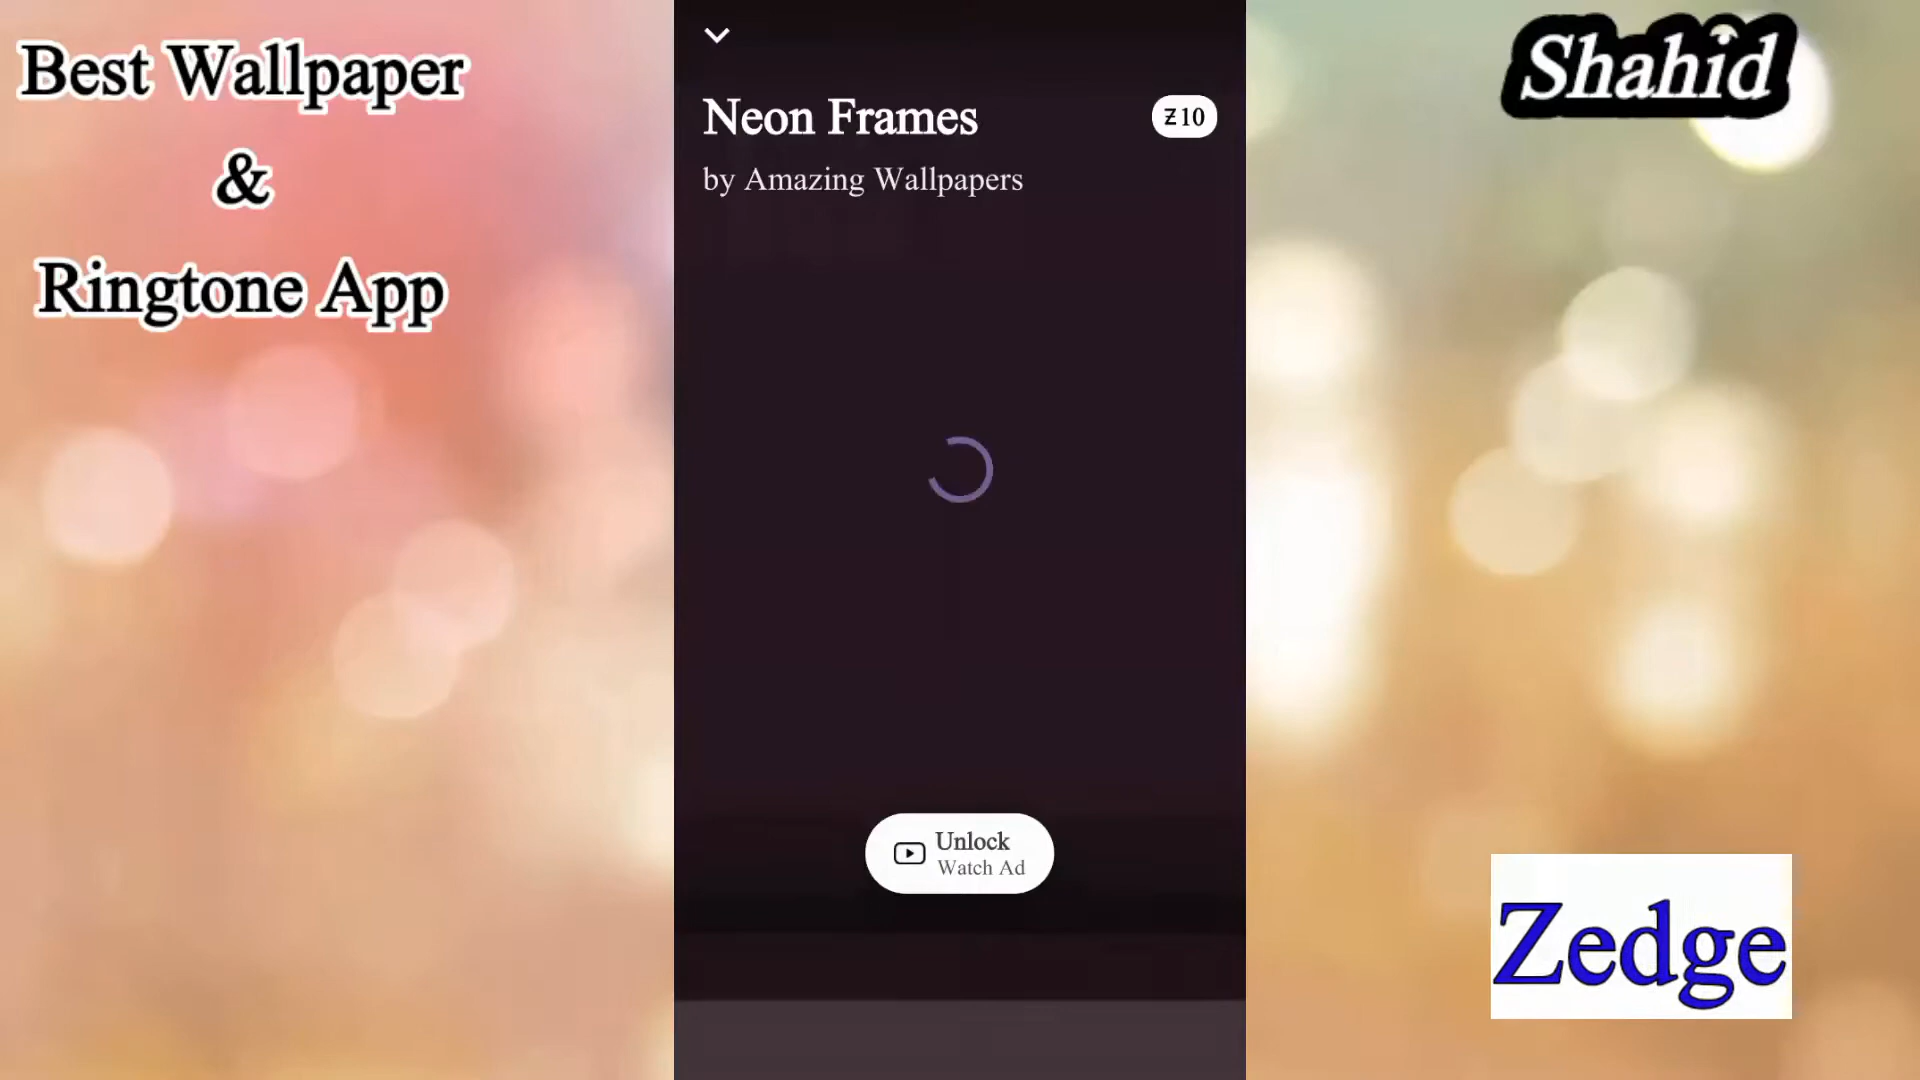 Best Wallpaper
&
Ringtone App
Neon Frames
Ƶ10
by Amazing Wallpapers
Unlock
Watch Ad
Shahid
Zedge